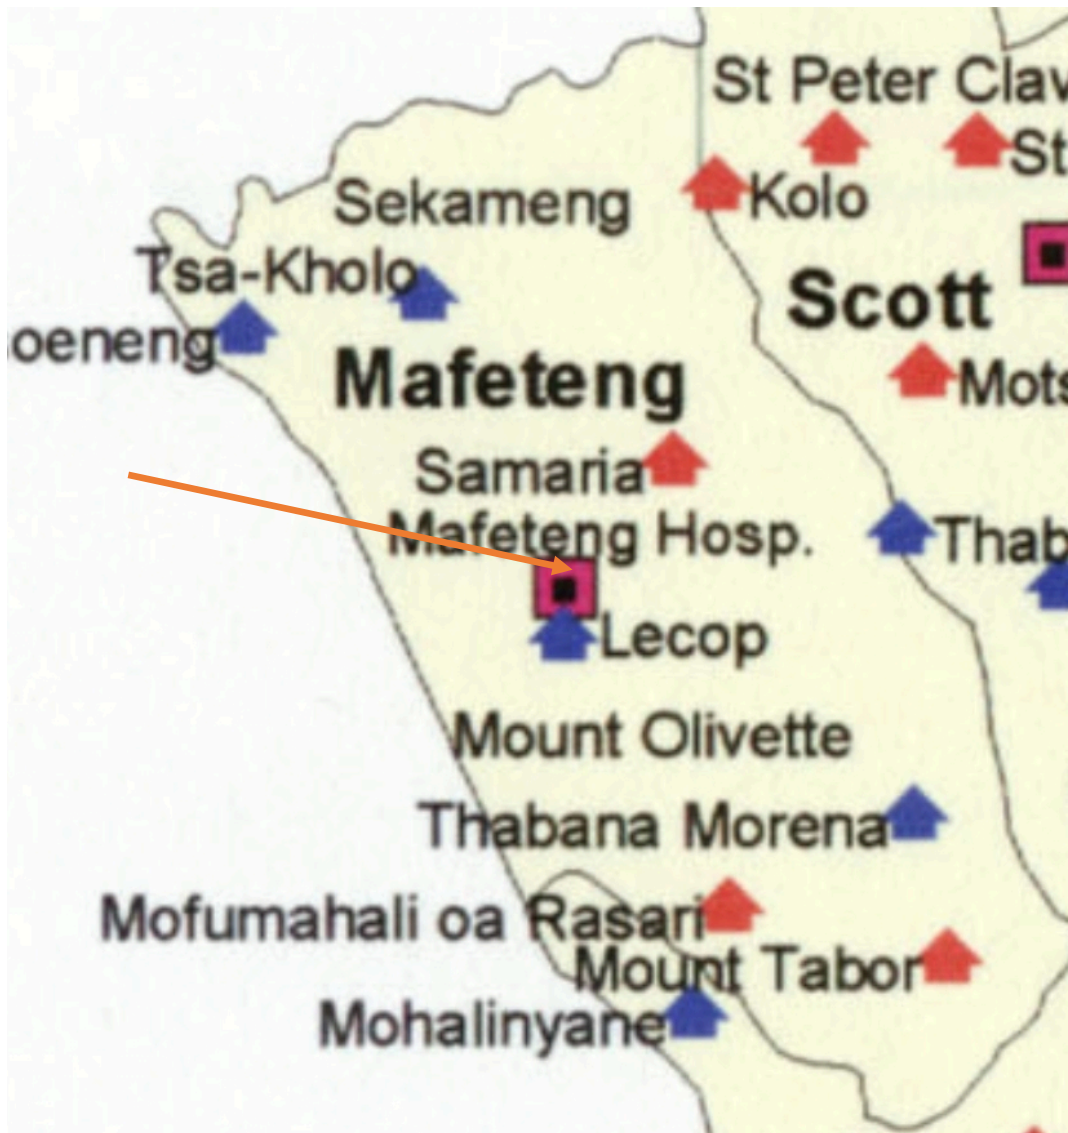 St Peter Clav
St
Kolo
Sekameng
Tsa-Kholo
Scott
oeneng
Mafeteng
Mots
Samaria
Mafeteng Hosp.
Thab
Lecop
Mount Olivette
Thabana Morena
Mofumahali oa Rasari
Mount Tabor
Mohalinyane